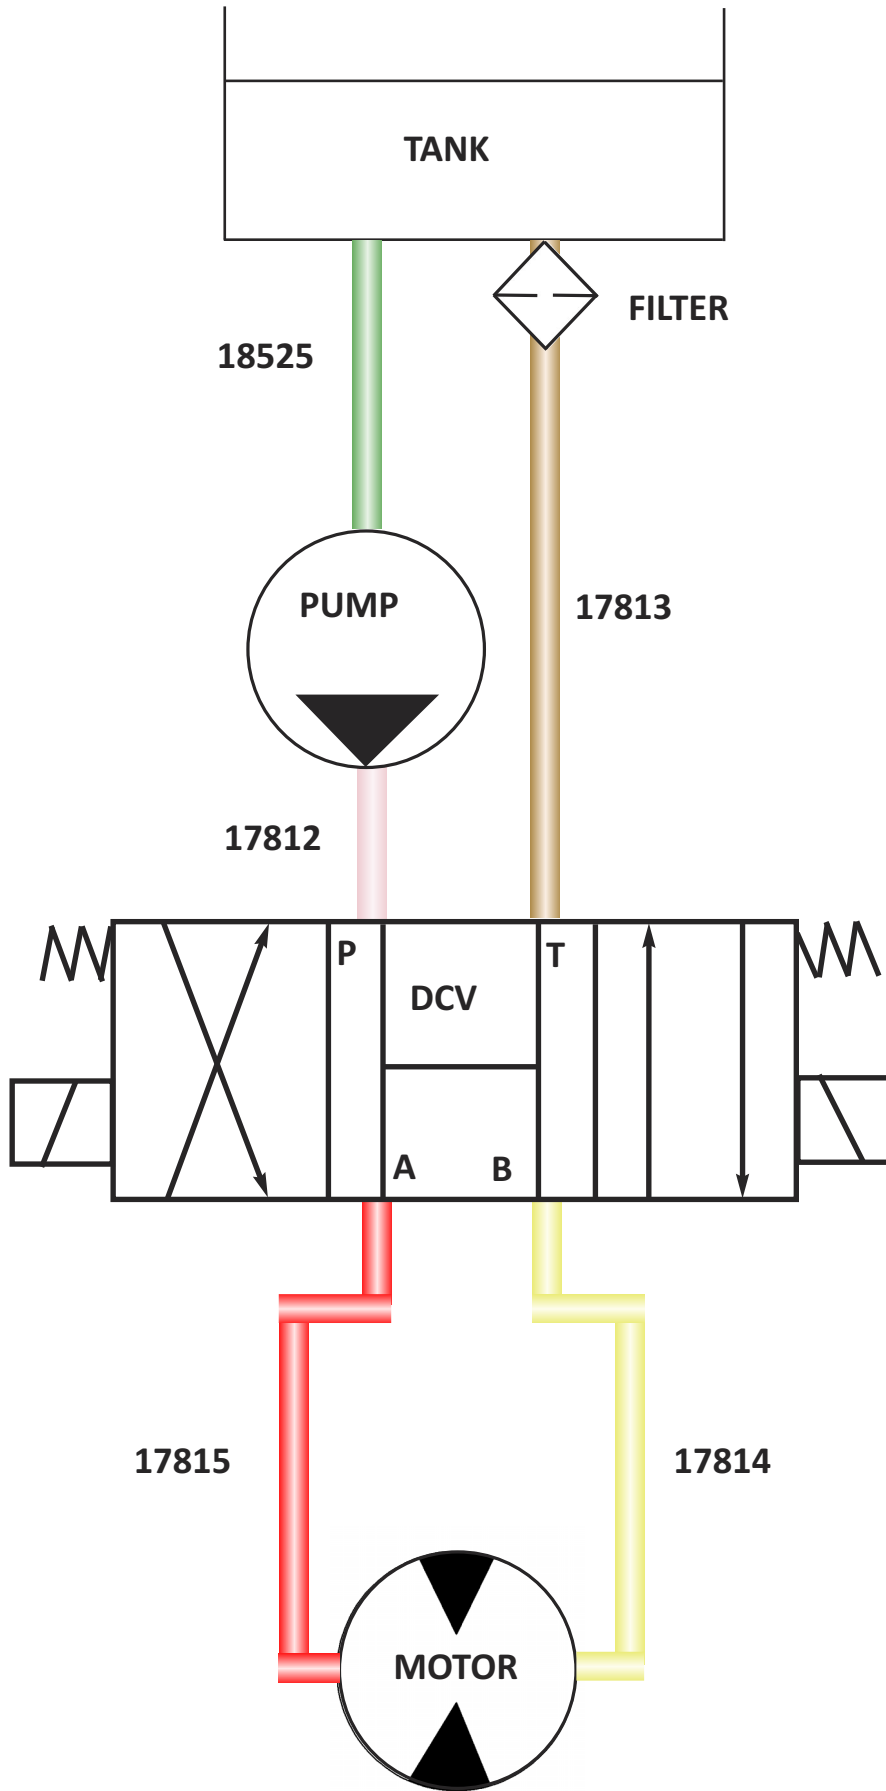 TANK
FILTER
18525
PUMP
17813
17812
P
T
DCV
A
B
17815
17814
MOTOR